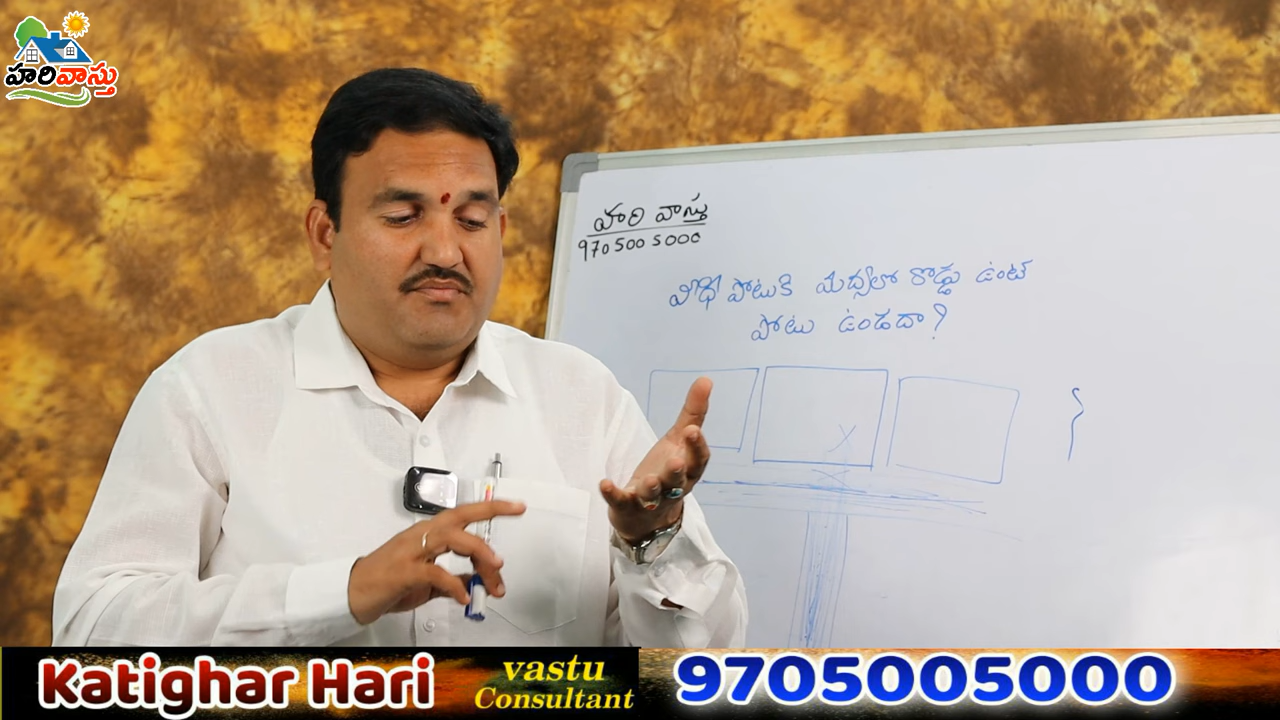 హరివాస్తు
హరి వాస్తు
9705005000
వీధి పోటుకి మధ్యలో రొడ్డు ఉంటే
పోటు ఉండదా?
Katighar Hari
vastu
Consultant
9705005000